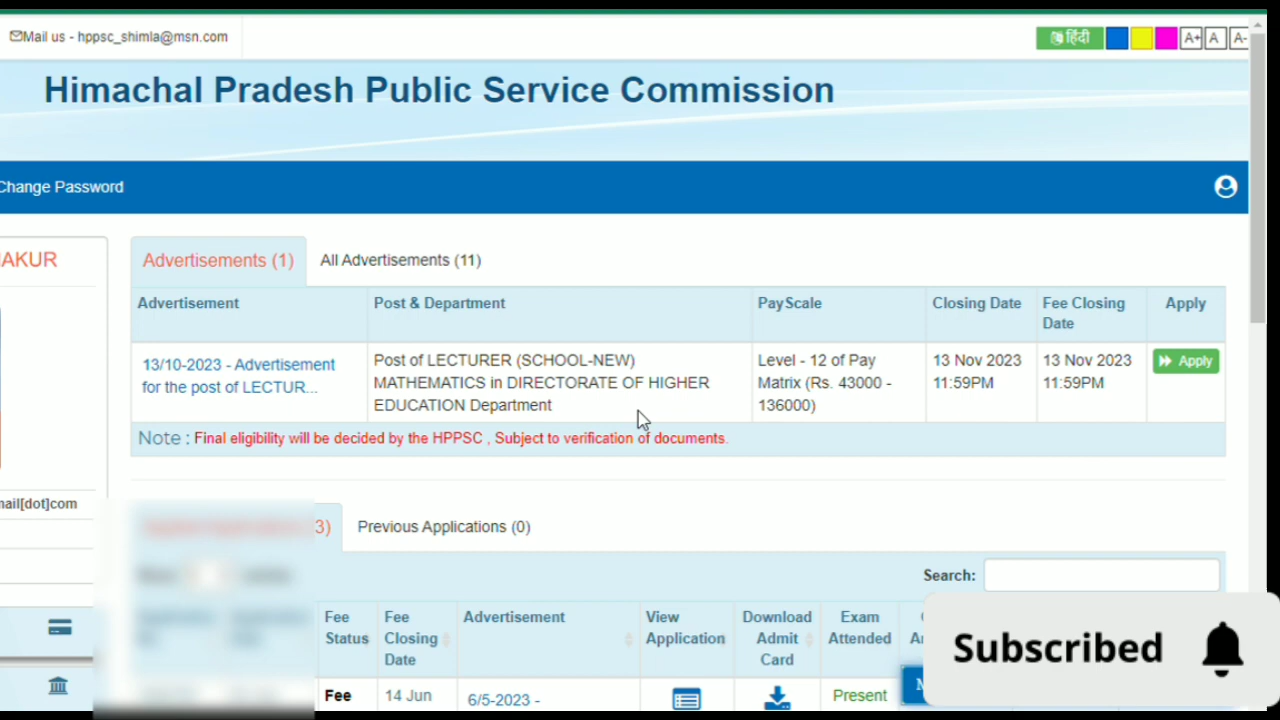 Mail us - hppsc_shimla@msn.com
हिंदी
A+
A
A-
Himachal Pradesh Public Service Commission
Change Password
AKUR
Advertisements (1)
All Advertisements (11)
Advertisement
Post & Department
PayScale
Closing Date
Fee Closing
Date
Apply
13/10-2023 - Advertisement
for the post of LECTUR...
Post of LECTURER (SCHOOL-NEW)
MATHEMATICS in DIRECTORATE OF HIGHER
EDUCATION Department
Level - 12 of Pay
Matrix (Rs. 43000 -
136000)
13 Nov 2023
11:59PM
13 Nov 2023
11:59PM
Apply
Note : Final eligibility will be decided by the HPPSC , Subject to verification of documents.
mail[dot]com
3)
Previous Applications (0)
Search:
Fee
Status
Fee
Closing
Date
Advertisement
View
Application
Download
Admit
Card
Exam
Attended
Fee
14 Jun
6/5-2023 -
Present
Subscribed